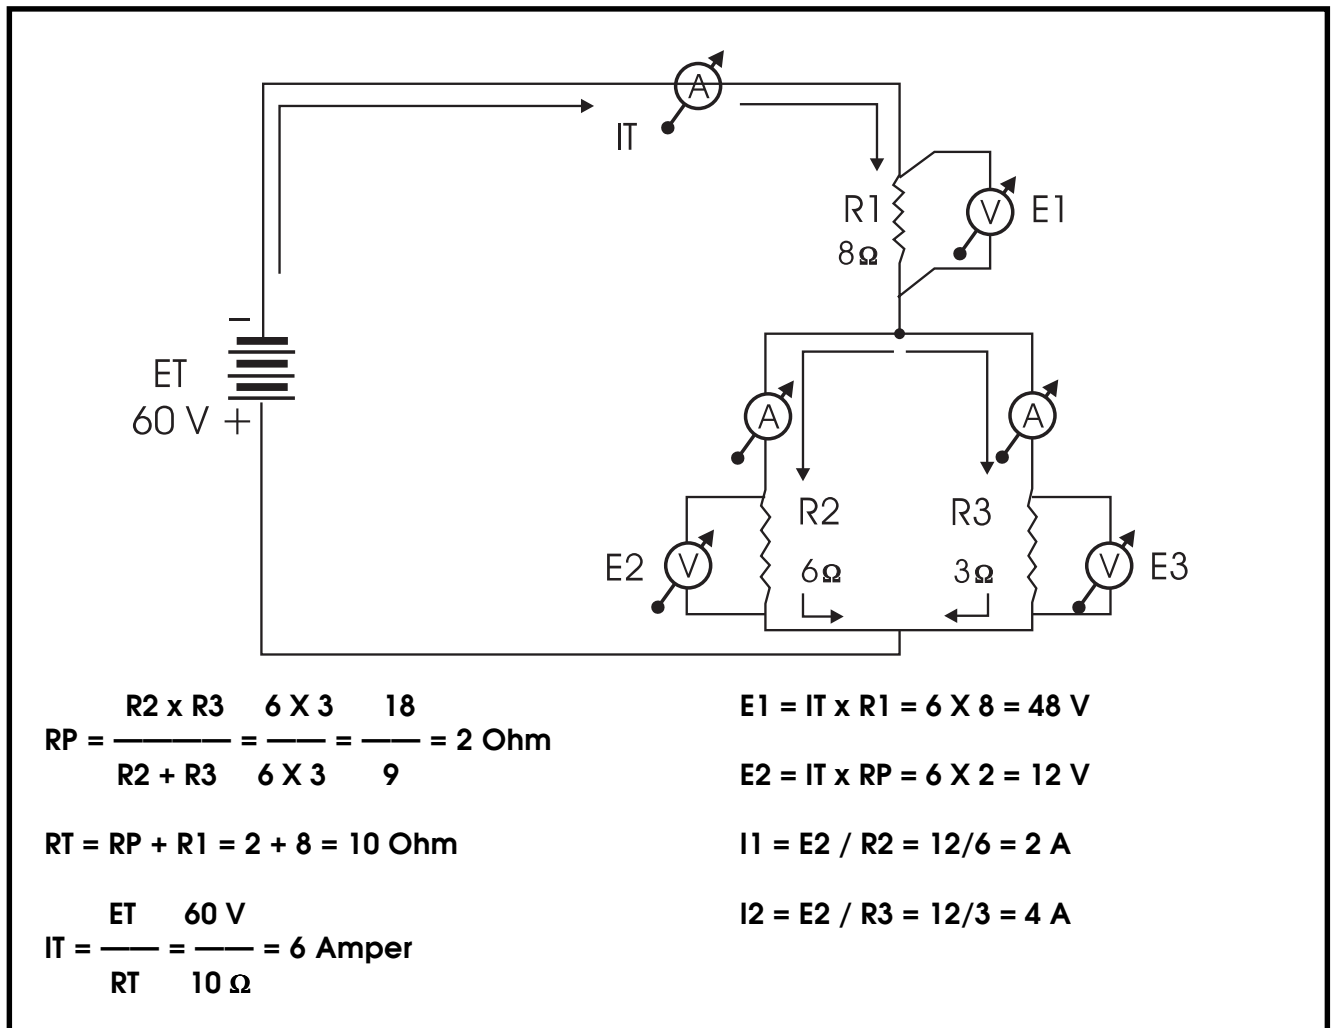 A
IT
R1
8Ω
V
E1
−
ET
60 V +
A
A
R2
R3
E2
V
6Ω
3Ω
V
E3
R2 x R3 6 X 3 18
RP = ———— = —— = —— = 2 Ohm
R2 + R3 6 X 3 9
RT = RP + R1 = 2 + 8 = 10 Ohm
ET 60 V
IT = —— = —— = 6 Amper
RT 10 Ω
E1 = IT x R1 = 6 X 8 = 48 V
E2 = IT x RP = 6 X 2 = 12 V
I1 = E2 / R2 = 12/6 = 2 A
I2 = E2 / R3 = 12/3 = 4 A